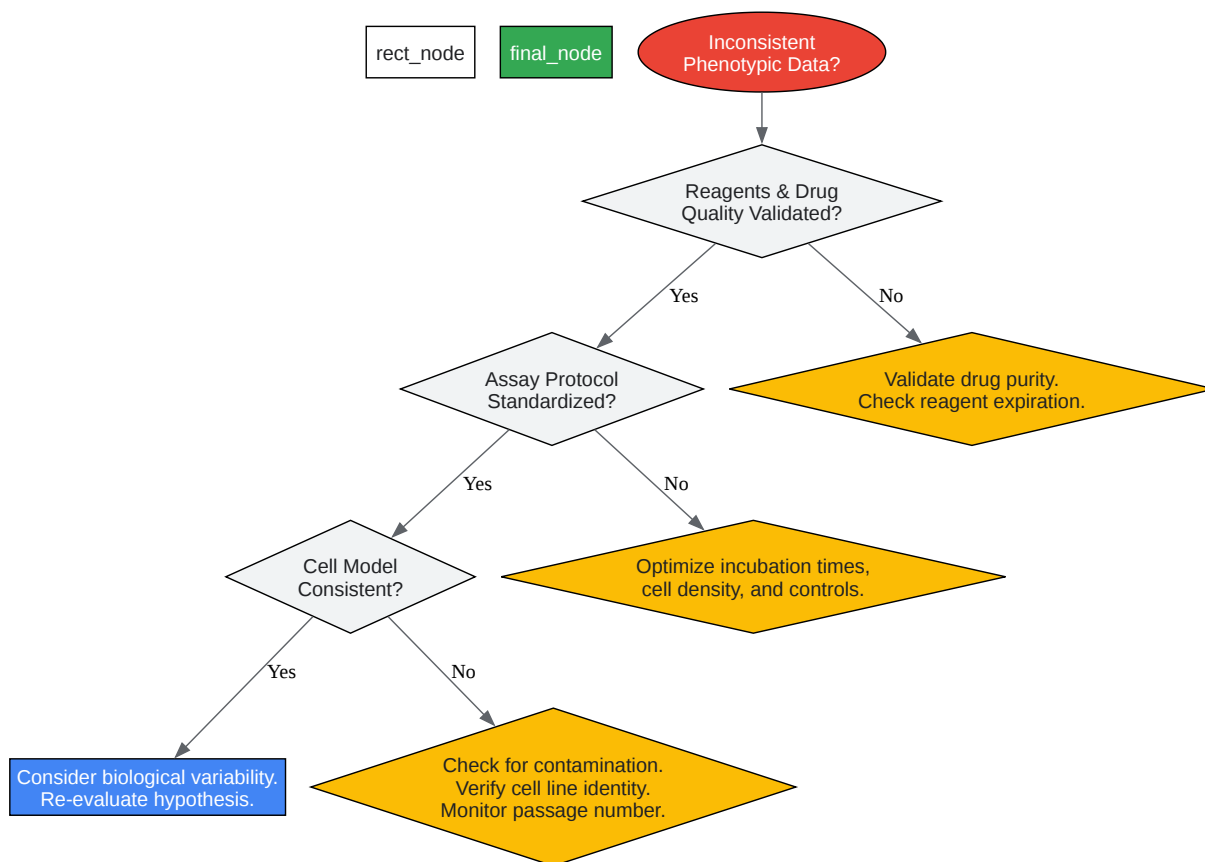 rect_node
final_node
Inconsistent
Phenotypic Data?
Reagents & Drug
Quality Validated?
Yes
No
Assay Protocol
Standardized?
Validate drug purity.
Check reagent expiration.
Yes
No
Cell Model
Consistent?
Optimize incubation times,
cell density, and controls.
Yes
No
Consider biological variability.
Re-evaluate hypothesis.
Check for contamination.
Verify cell line identity.
Monitor passage number.